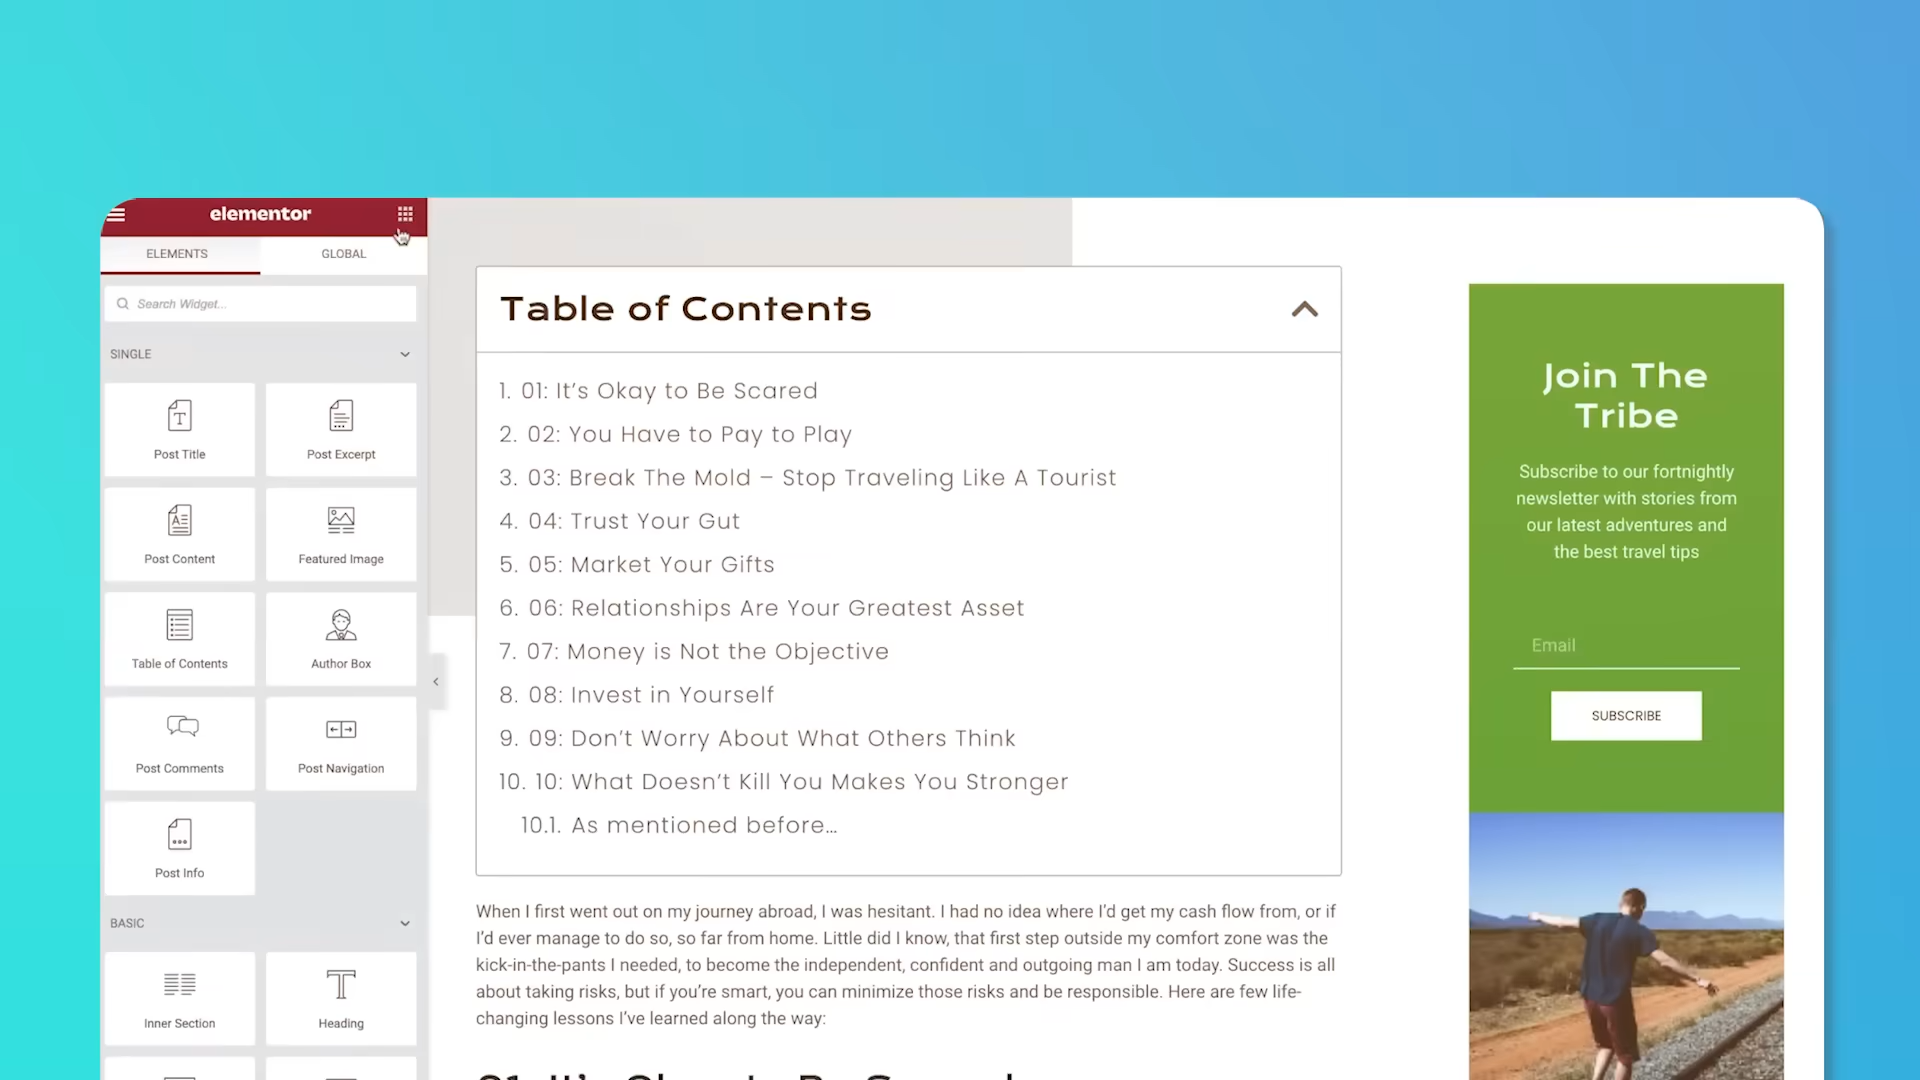 elementor
ELEMENTS
GLOBAL
Search Widget...
SINGLE
Post Title
Post Excerpt
Post Content
Featured Image
Table of Contents
Author Box
Post Comments
Post Navigation
Post Info
BASIC
Inner Section
Heading
Table of Contents
1. 01: It’s Okay to Be Scared
2. 02: You Have to Pay to Play
3. 03: Break The Mold – Stop Traveling Like A Tourist
4. 04: Trust Your Gut
5. 05: Market Your Gifts
6. 06: Relationships Are Your Greatest Asset
7. 07: Money is Not the Objective
8. 08: Invest in Yourself
9. 09: Don’t Worry About What Others Think
10. 10: What Doesn’t Kill You Makes You Stronger
10.1. As mentioned before…
When I first went out on my journey abroad, I was hesitant. I had no idea where I’d get my cash flow from, or if
I’d ever manage to do so, so far from home. Little did I know, that first step outside my comfort zone was the
kick-in-the-pants I needed, to become the independent, confident and outgoing man I am today. Success is all
about taking risks, but if you’re smart, you can minimize those risks and be responsible. Here are few life-
changing lessons I’ve learned along the way:
Join The
Tribe
Subscribe to our fortnightly
newsletter with stories from
our latest adventures and
the best travel tips
Email
SUBSCRIBE